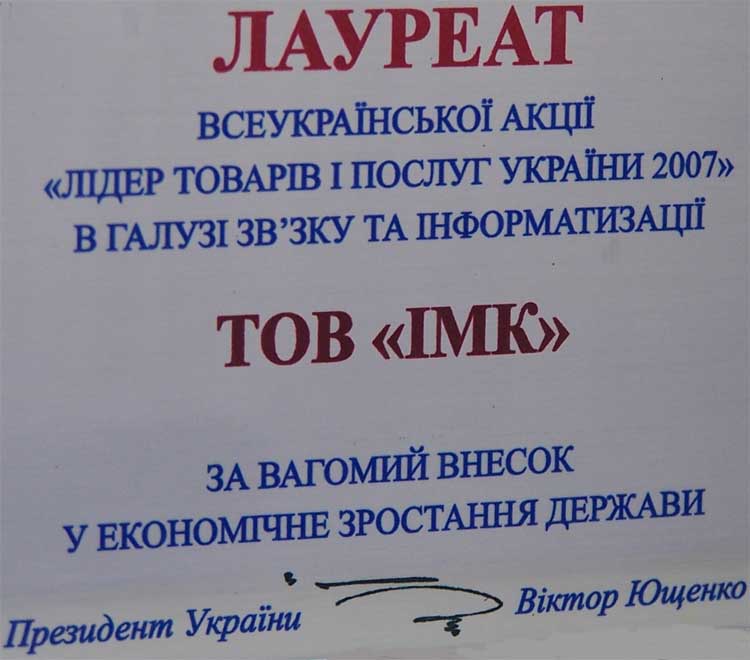 ЛАУРЕАТ
ВСЕУКРАЇНСЬКОЇ АКЦІЇ
«ЛІДЕР ТОВАРІВ І ПОСЛУГ УКРАЇНИ 2007»
В ГАЛУЗІ ЗВ’ЗКУ ТА ІНФОРМАТИЗАЦІЇ
ТОВ «ІМК»
ЗА ВАГОМИЙ ВНЕСОК
У ЕКОНОМІЧНЕ ЗРОСТАННЯ ДЕРЖАВИ
Президент України Віктор Ющенко